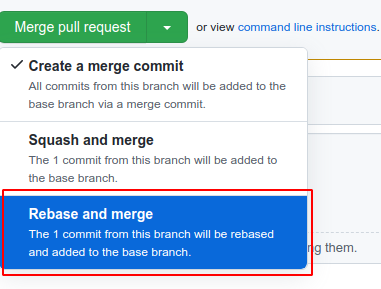 Merge pull request
or view command line instructions.
Create a merge commit
All commits from this branch will be added to the
base branch via a merge commit.
Squash and merge
The 1 commit from this branch will be added to
the base branch.
Rebase and merge
The 1 commit from this branch will be rebased
and added to the base branch.
them.